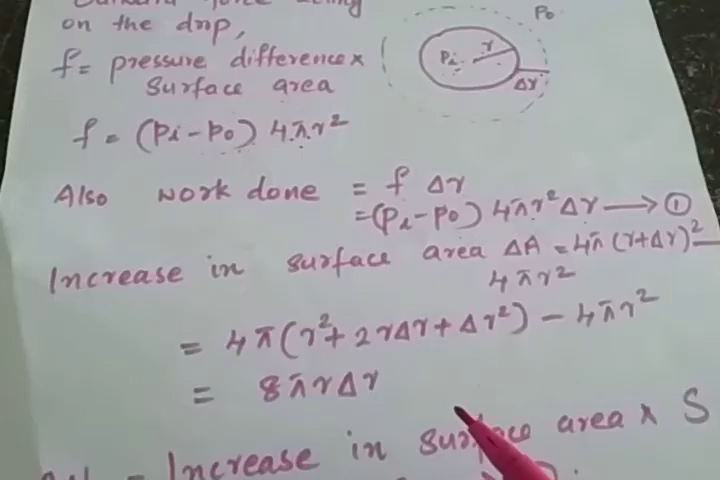 on the drop,
f = pressure difference x
surface area
f = (Pi - Po) 4πr²
Also work done = f Δr
= (Pi - Po) 4πr² Δr → ①
Increase in surface area ΔA = 4π(r+Δr)² -
4πr²
= 4π(r² + 2rΔr + Δr²) - 4πr²
= 8πrΔr
= Increase in surface area x S
Po
Pi
r
Δr